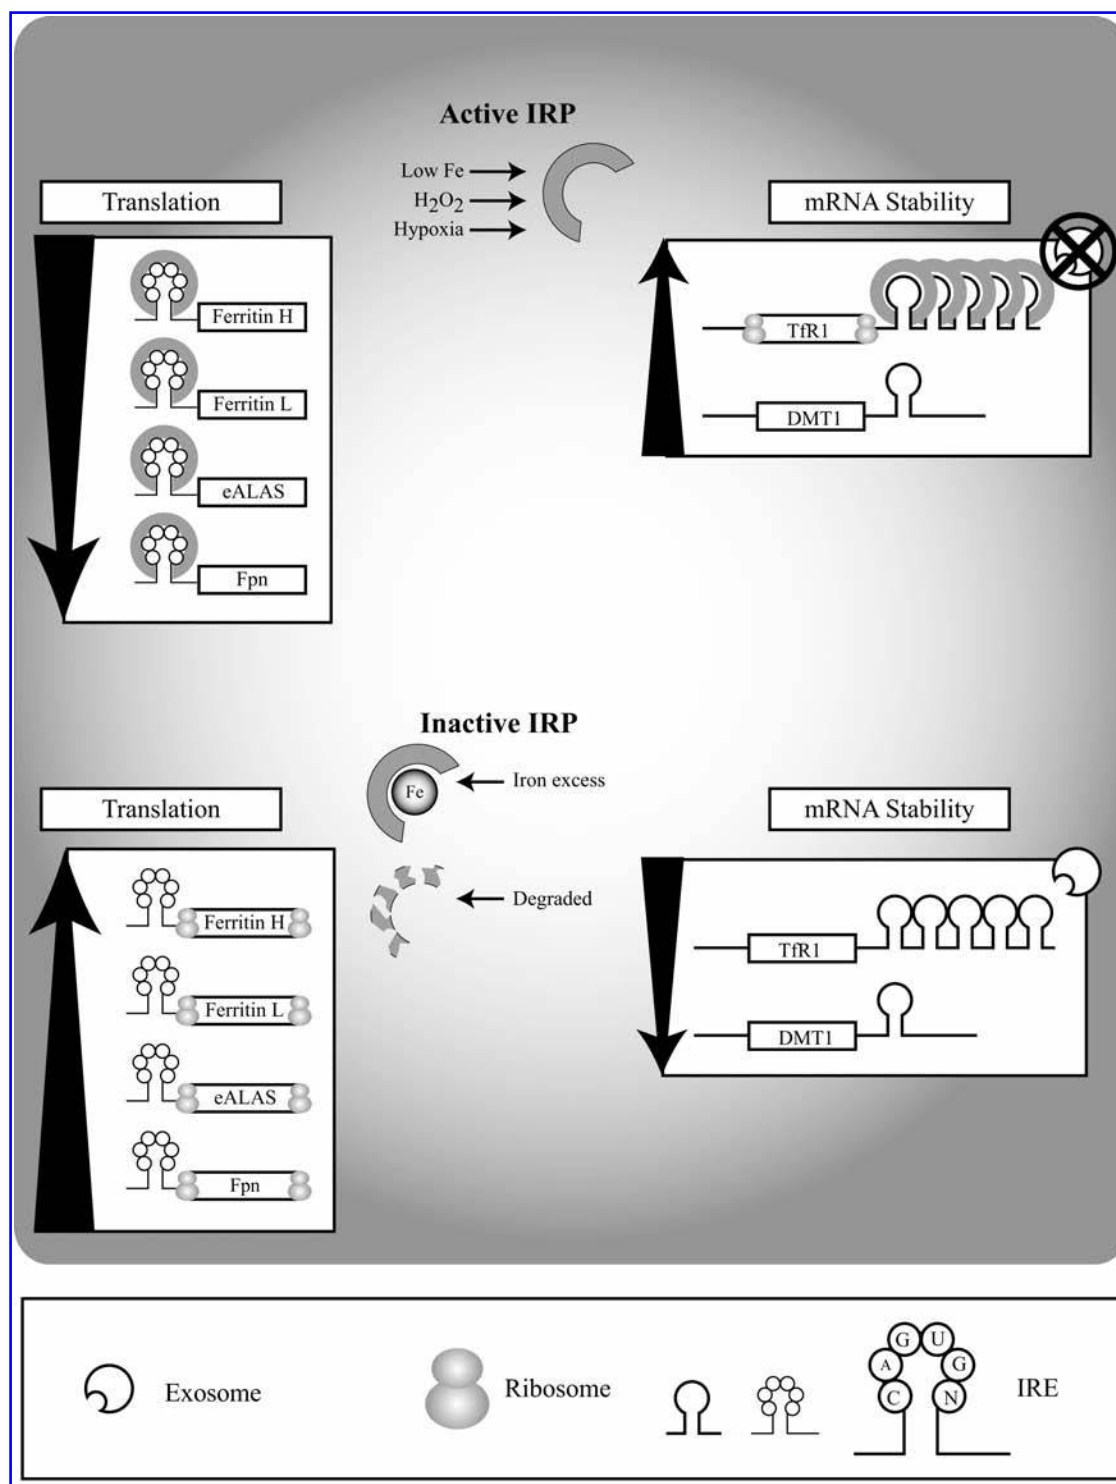 Active IRP
Low Fe
H₂O₂
Hypoxia
Translation
Ferritin H
Ferritin L
eALAS
Fpn
mRNA Stability
TfR1
DMT1
Inactive IRP
Fe
Iron excess
Degraded
Translation
Ferritin H
Ferritin L
eALAS
Fpn
mRNA Stability
TfR1
DMT1
Exosome
Ribosome
C A G U G N
IRE